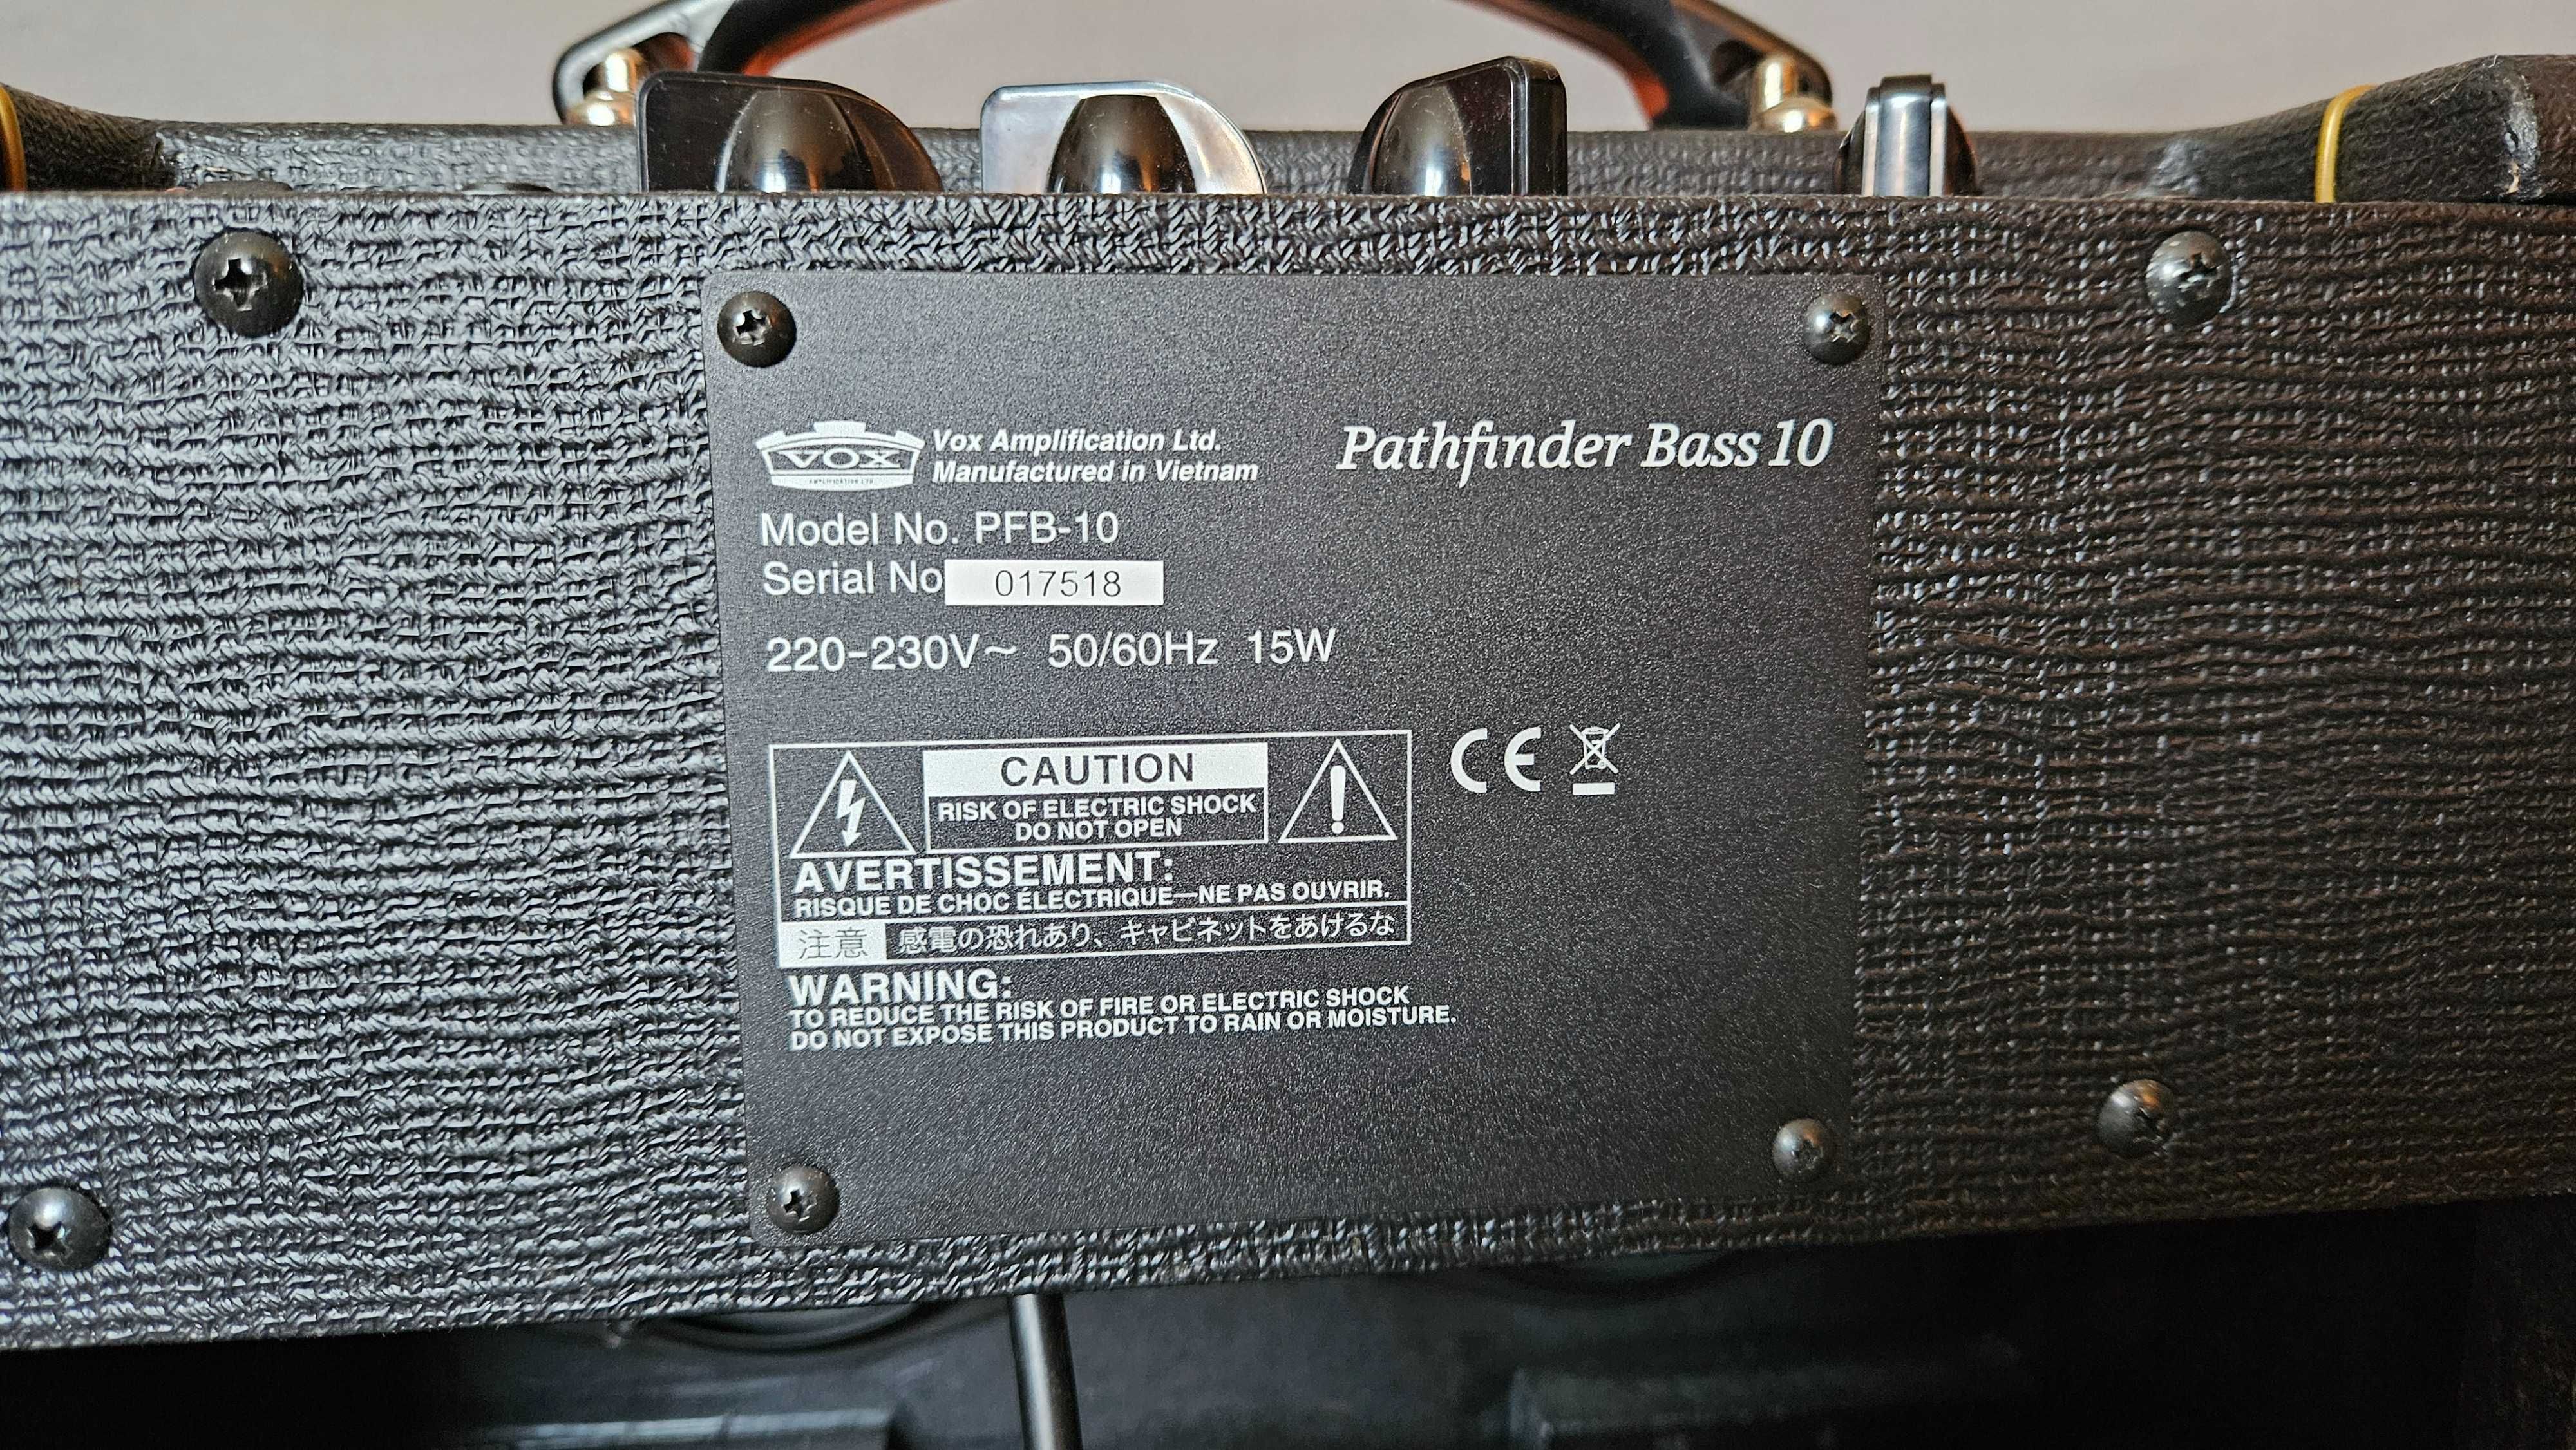 VOX
AMPLIFICATION LTD.
Vox Amplification Ltd.
Manufactured in Vietnam
Pathfinder Bass 10
Model No. PFB-10
Serial No
017518
220-230V~ 50/60Hz 15W
CAUTION
RISK OF ELECTRIC SHOCK
DO NOT OPEN
AVERTISSEMENT:
RISQUE DE CHOC ÉLECTRIQUE—NE PAS OUVRIR.
注意 感電の恐れあり、キャビネットをあけるな
CE
WARNING:
TO REDUCE THE RISK OF FIRE OR ELECTRIC SHOCK
DO NOT EXPOSE THIS PRODUCT TO RAIN OR MOISTURE.